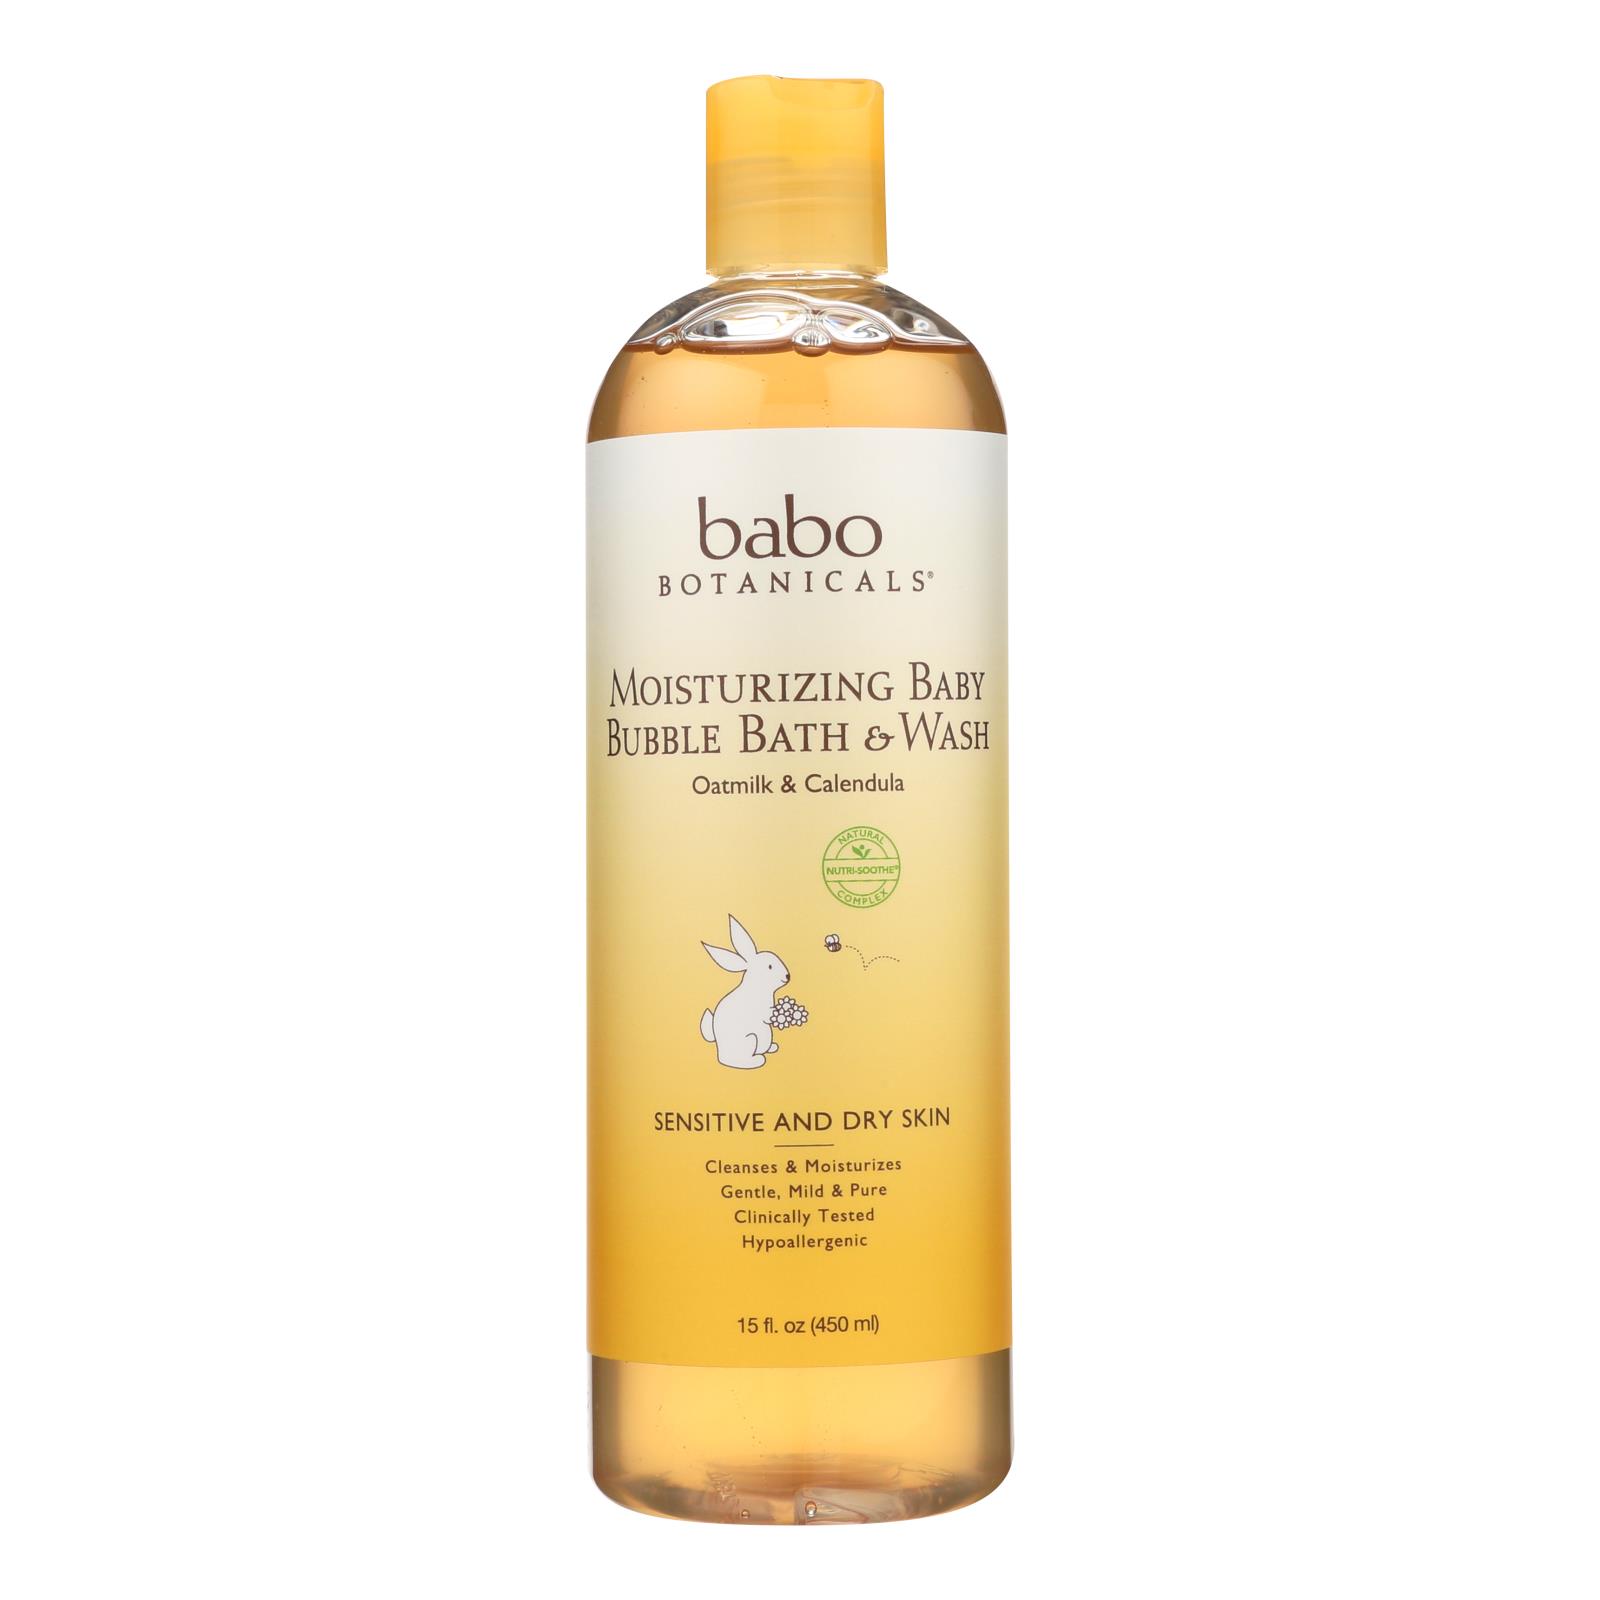 babo
BOTANICALS®
MOISTURIZING BABY
BUBBLE BATH & WASH
Oatmilk & Calendula
NATURAL
NUTRI-SOOTHE®
COMPLEX
SENSITIVE AND DRY SKIN
Cleanses & Moisturizes
Gentle, Mild & Pure
Clinically Tested
Hypoallergenic
15 fl. oz (450 ml)